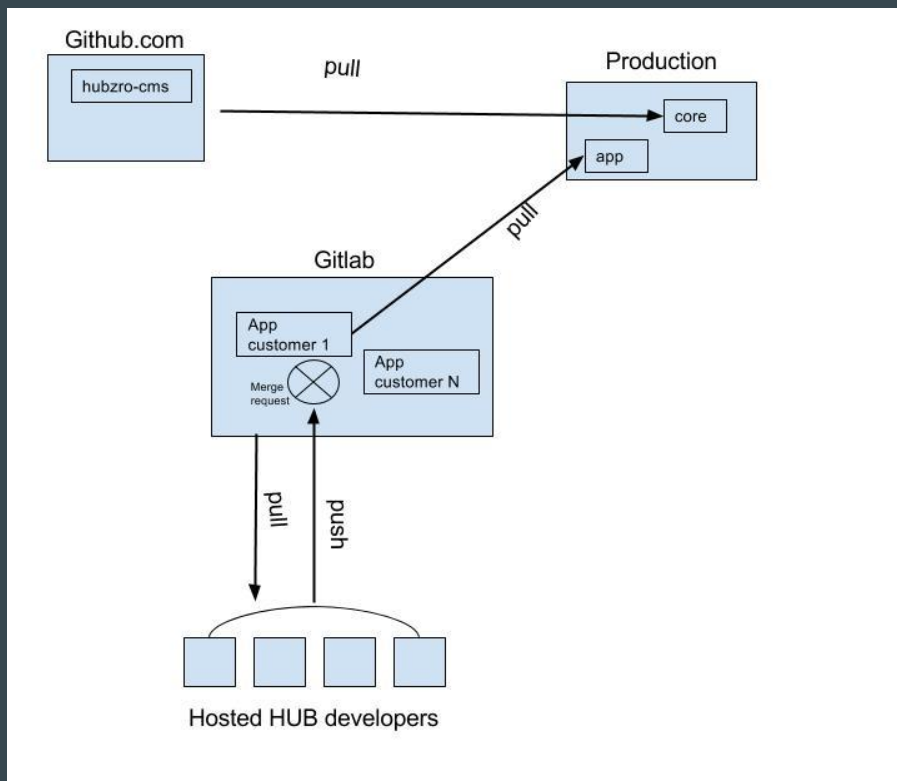 Github.com
hubzro-cms
pull
Production
core
app
pull
Gitlab
App
customer 1
App
customer N
Merge
request
pull
push
Hosted HUB developers